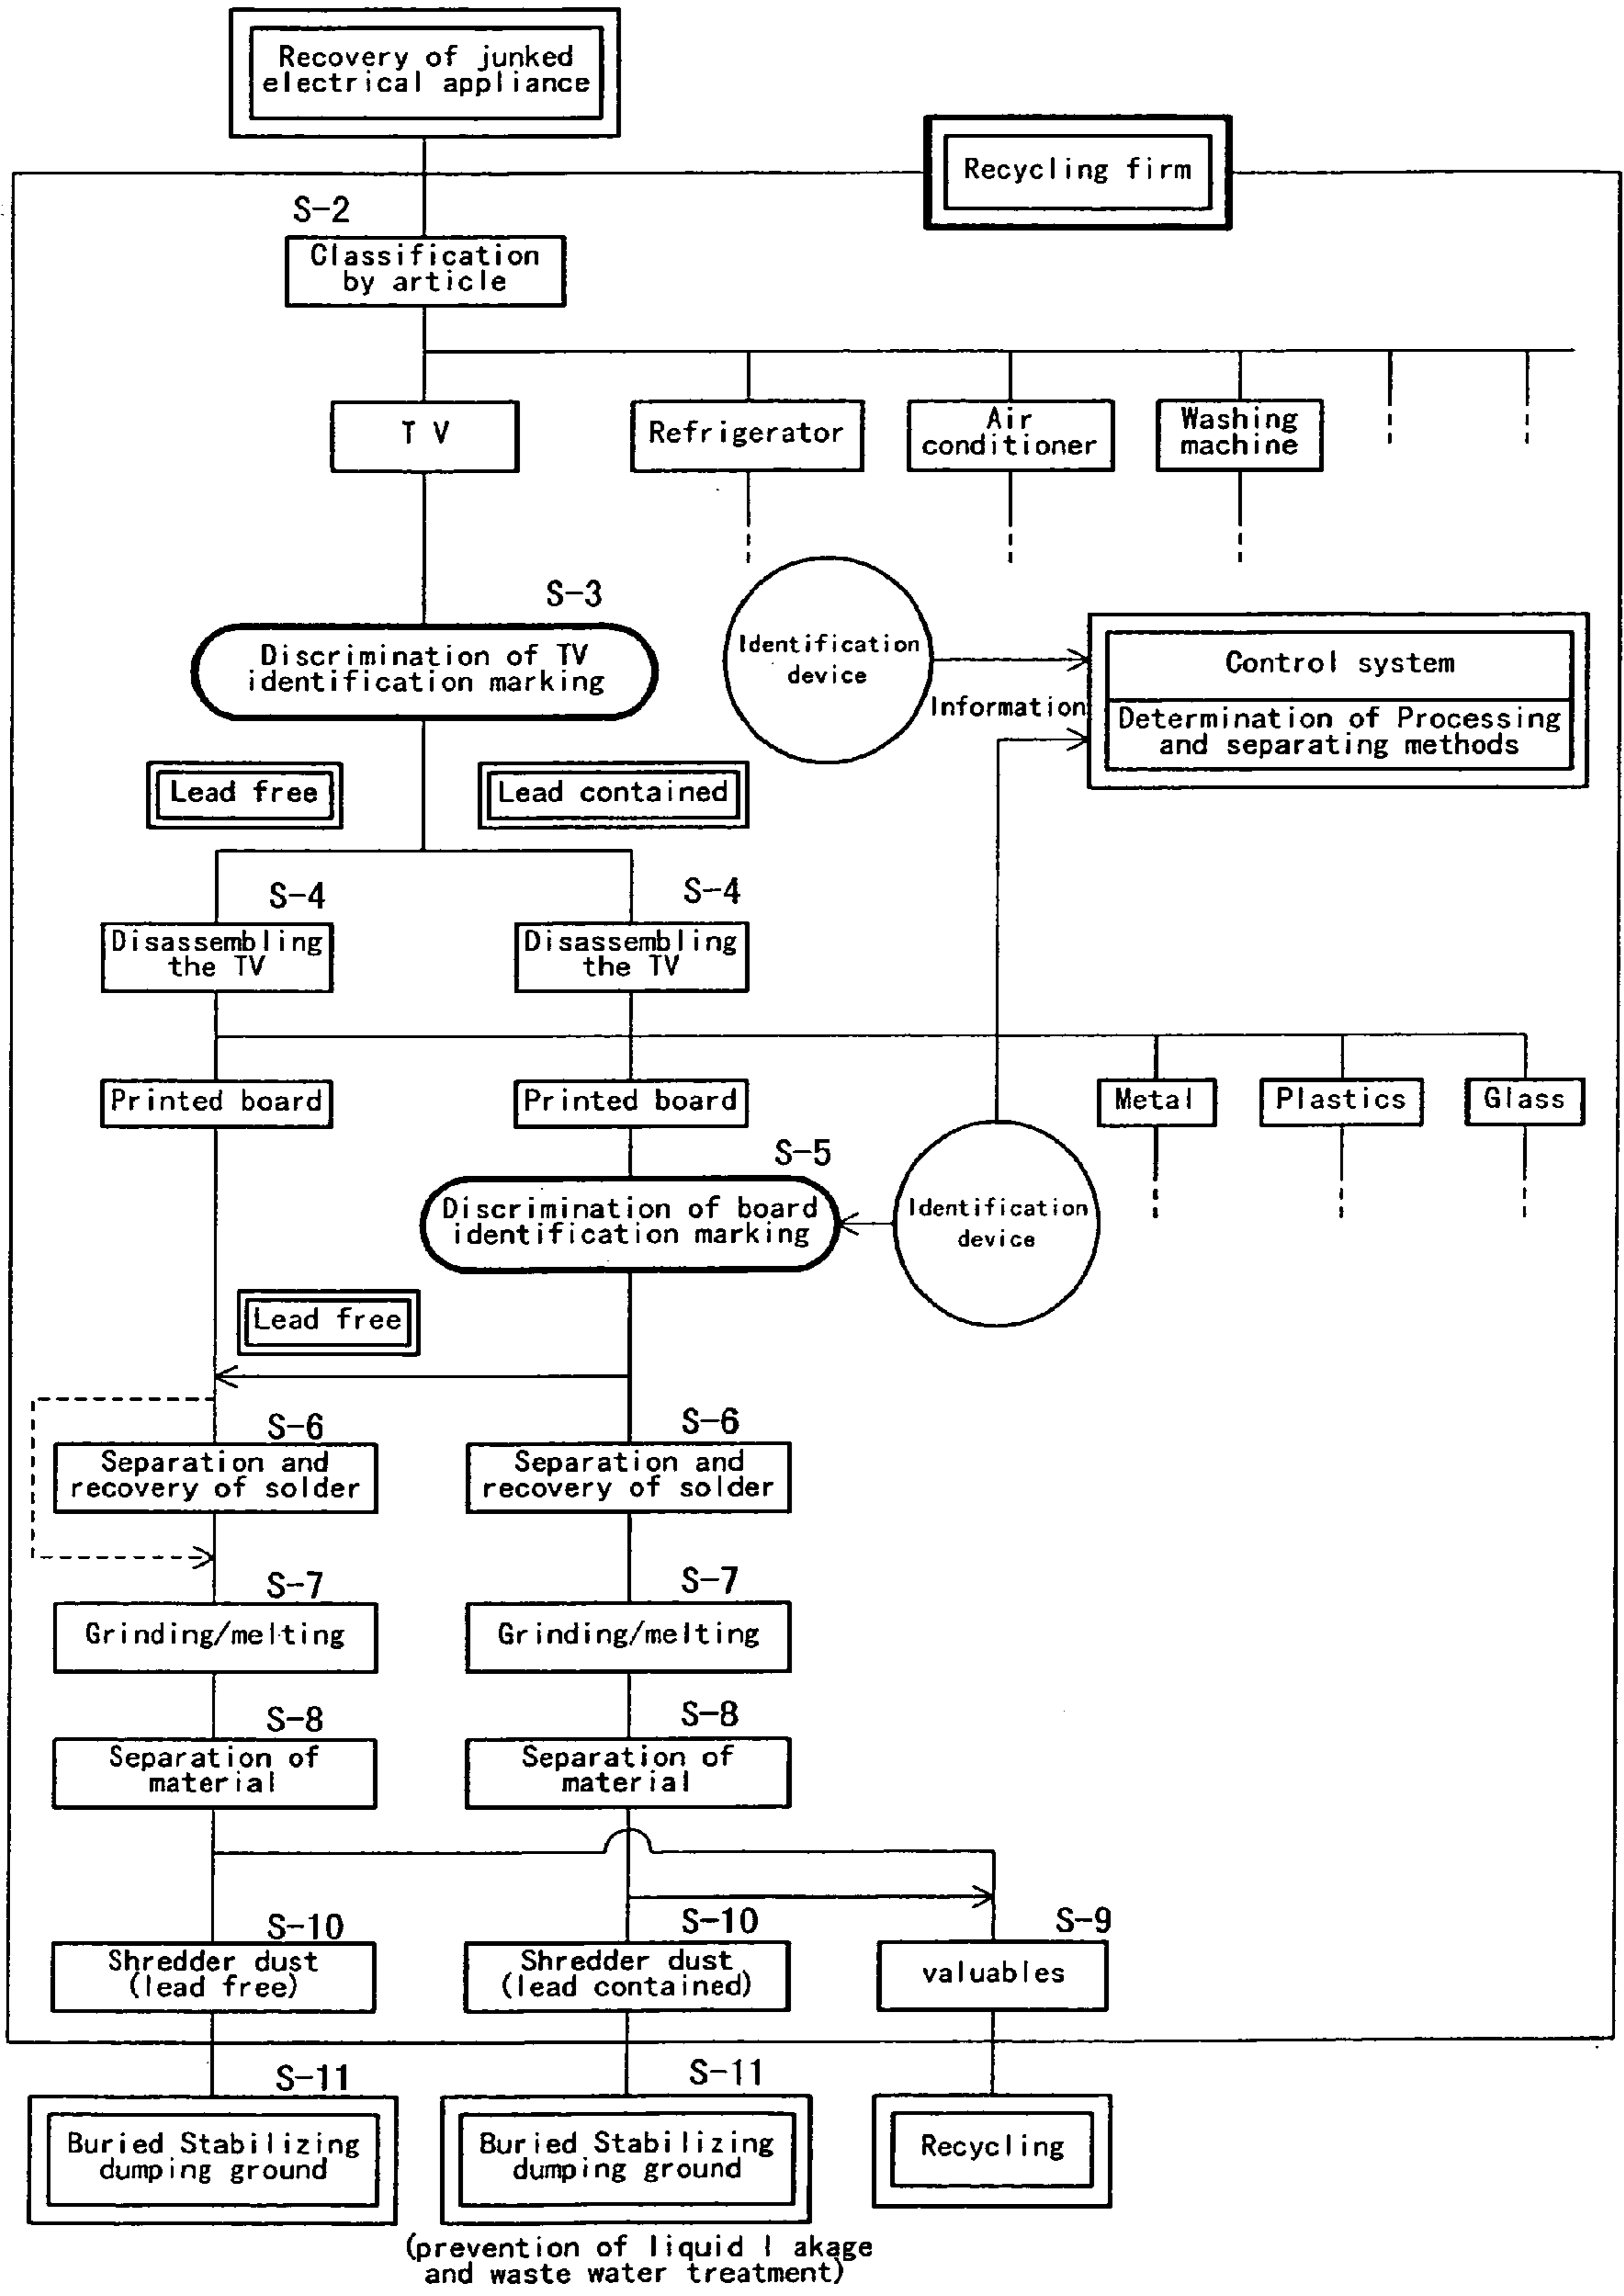 Recovery of junked
electrical appliance
Recycling firm
S-2
Classification
by article
T V
Refrigerator
Air
conditioner
Washing
machine
S-3
Discrimination of TV
identification marking
Identification
device
Information
Control system
Determination of Processing
and separating methods
Lead free
Lead contained
S-4
S-4
Disassembling
the TV
Disassembling
the TV
Printed board
Printed board
Metal
Plastics
Glass
S-5
Discrimination of board
identification marking
Identification
device
Lead free
S-6
S-6
Separation and
recovery of solder
Separation and
recovery of solder
S-7
S-7
Grinding/melting
Grinding/melting
S-8
S-8
Separation of
material
Separation of
material
S-10
S-10
S-9
Shredder dust
(lead free)
Shredder dust
(lead contained)
valuables
S-11
S-11
Buried Stabilizing
dumping ground
Buried Stabilizing
dumping ground
Recycling
(prevention of liquid l akage
and waste water treatment)